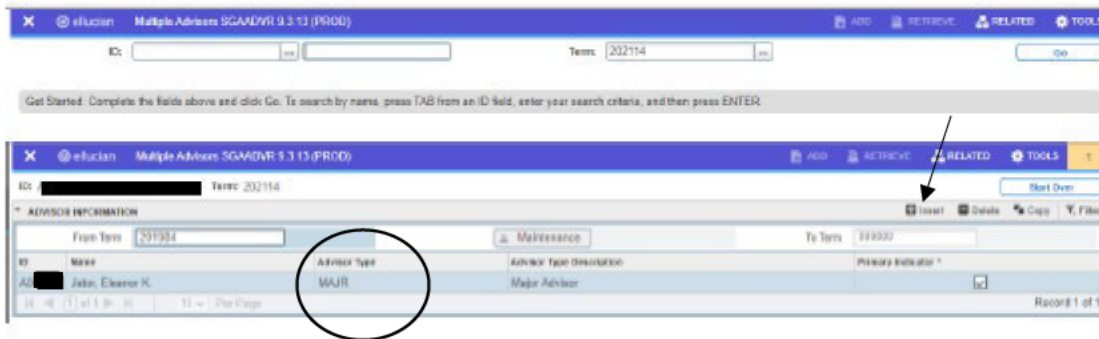 ellucian Multiple Advisors SGAADVR 9.3.13 (PROD) ADD RETRIEVE RELATED TOOLS
ID: Term: 202114 Go
Get Started: Complete the fields above and click Go. To search by name, press TAB from an ID field, enter your search criteria, and then press ENTER.
ellucian Multiple Advisors SGAADVR 9.3.13 (PROD) ADD RETRIEVE RELATED TOOLS 1
ID: Term: 202114 Start Over
ADVISOR INFORMATION Insert Delete Copy Filter
From Term 201984 Maintenance To Term 999999
ID Name Advisor Type Advisor Type Description Primary Indicator *
Jator, Eleanor K. MAJR Major Advisor
1 of 1 10 Per Page Record 1 of 1